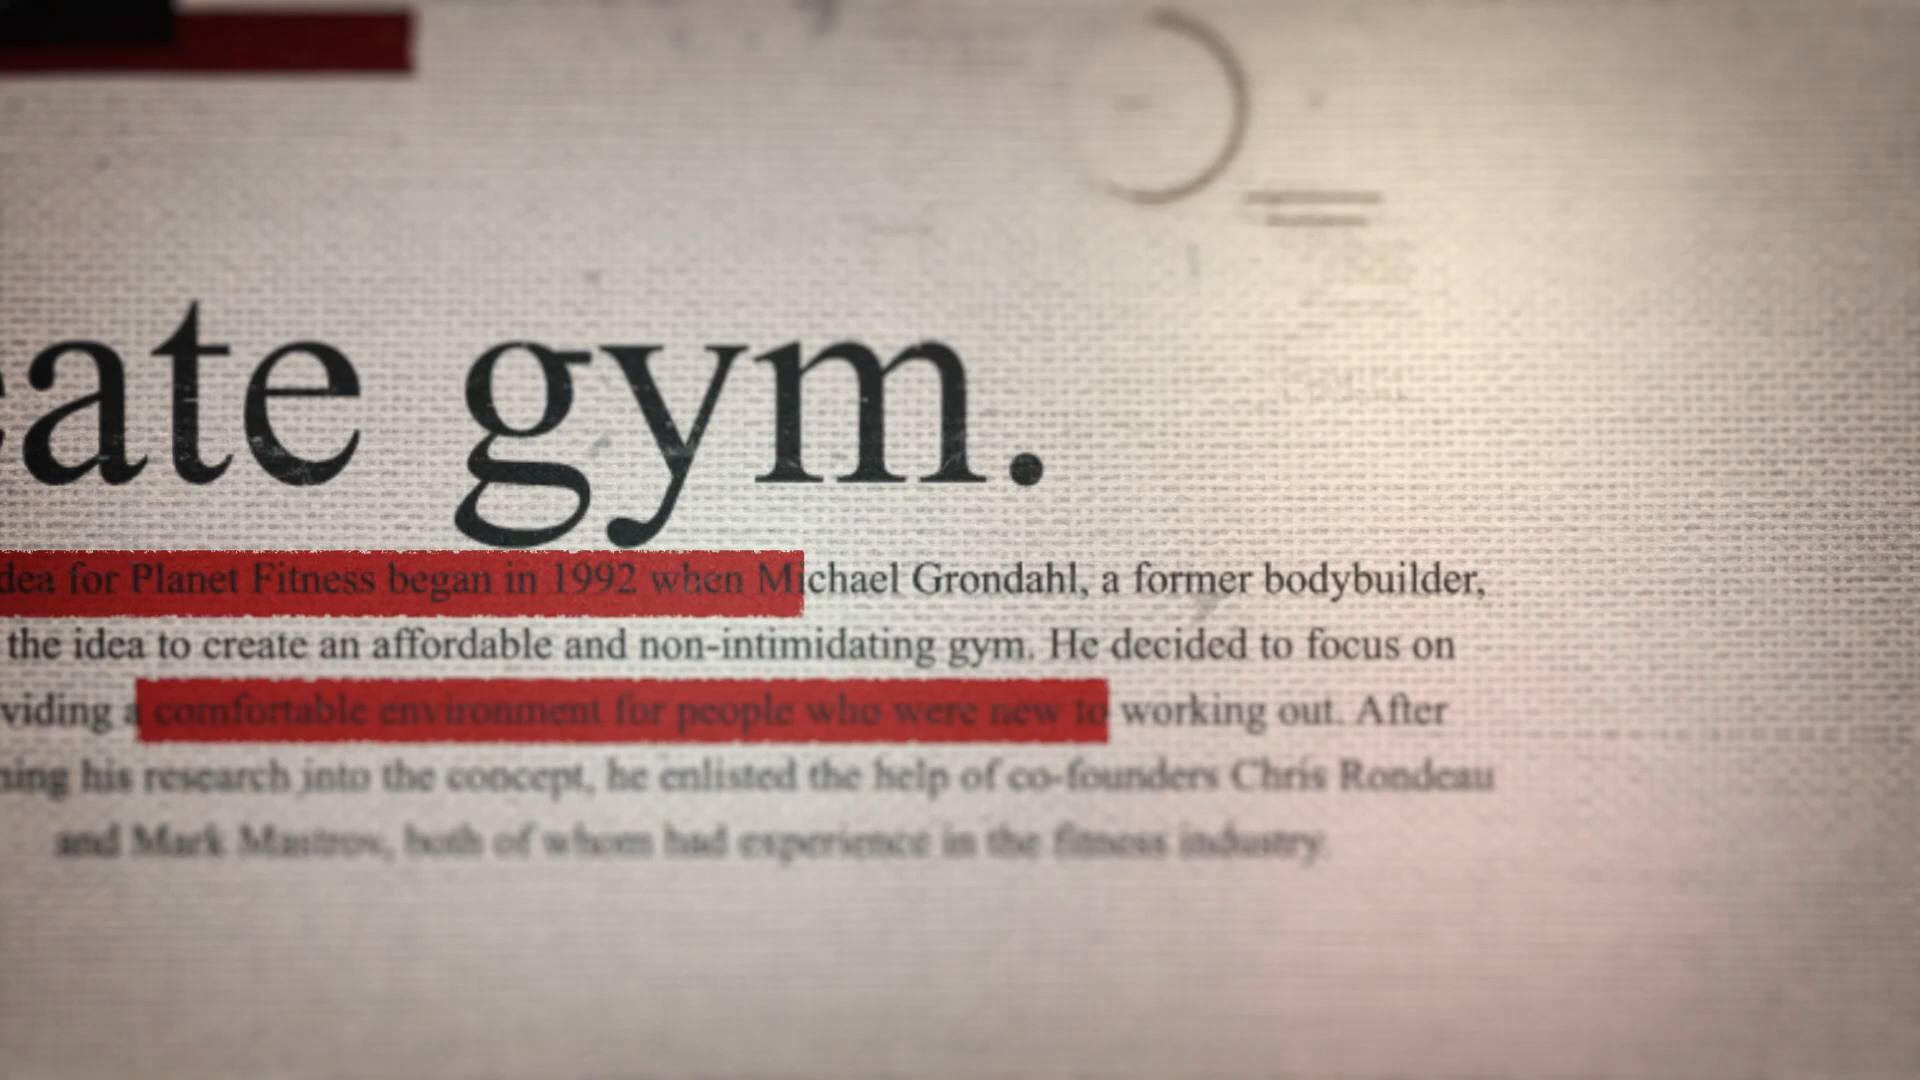 ate gym.
dea for Planet Fitness began in 1992 when Michael Grondahl, a former bodybuilder,
the idea to create an affordable and non-intimidating gym. He decided to focus on
viding a comfortable environment for people who were new to working out. After
ing his research into the concept, he enlisted the help of co-founders Chris Rondeau
and Mark Mastrov, both of whom had experience in the fitness industry.